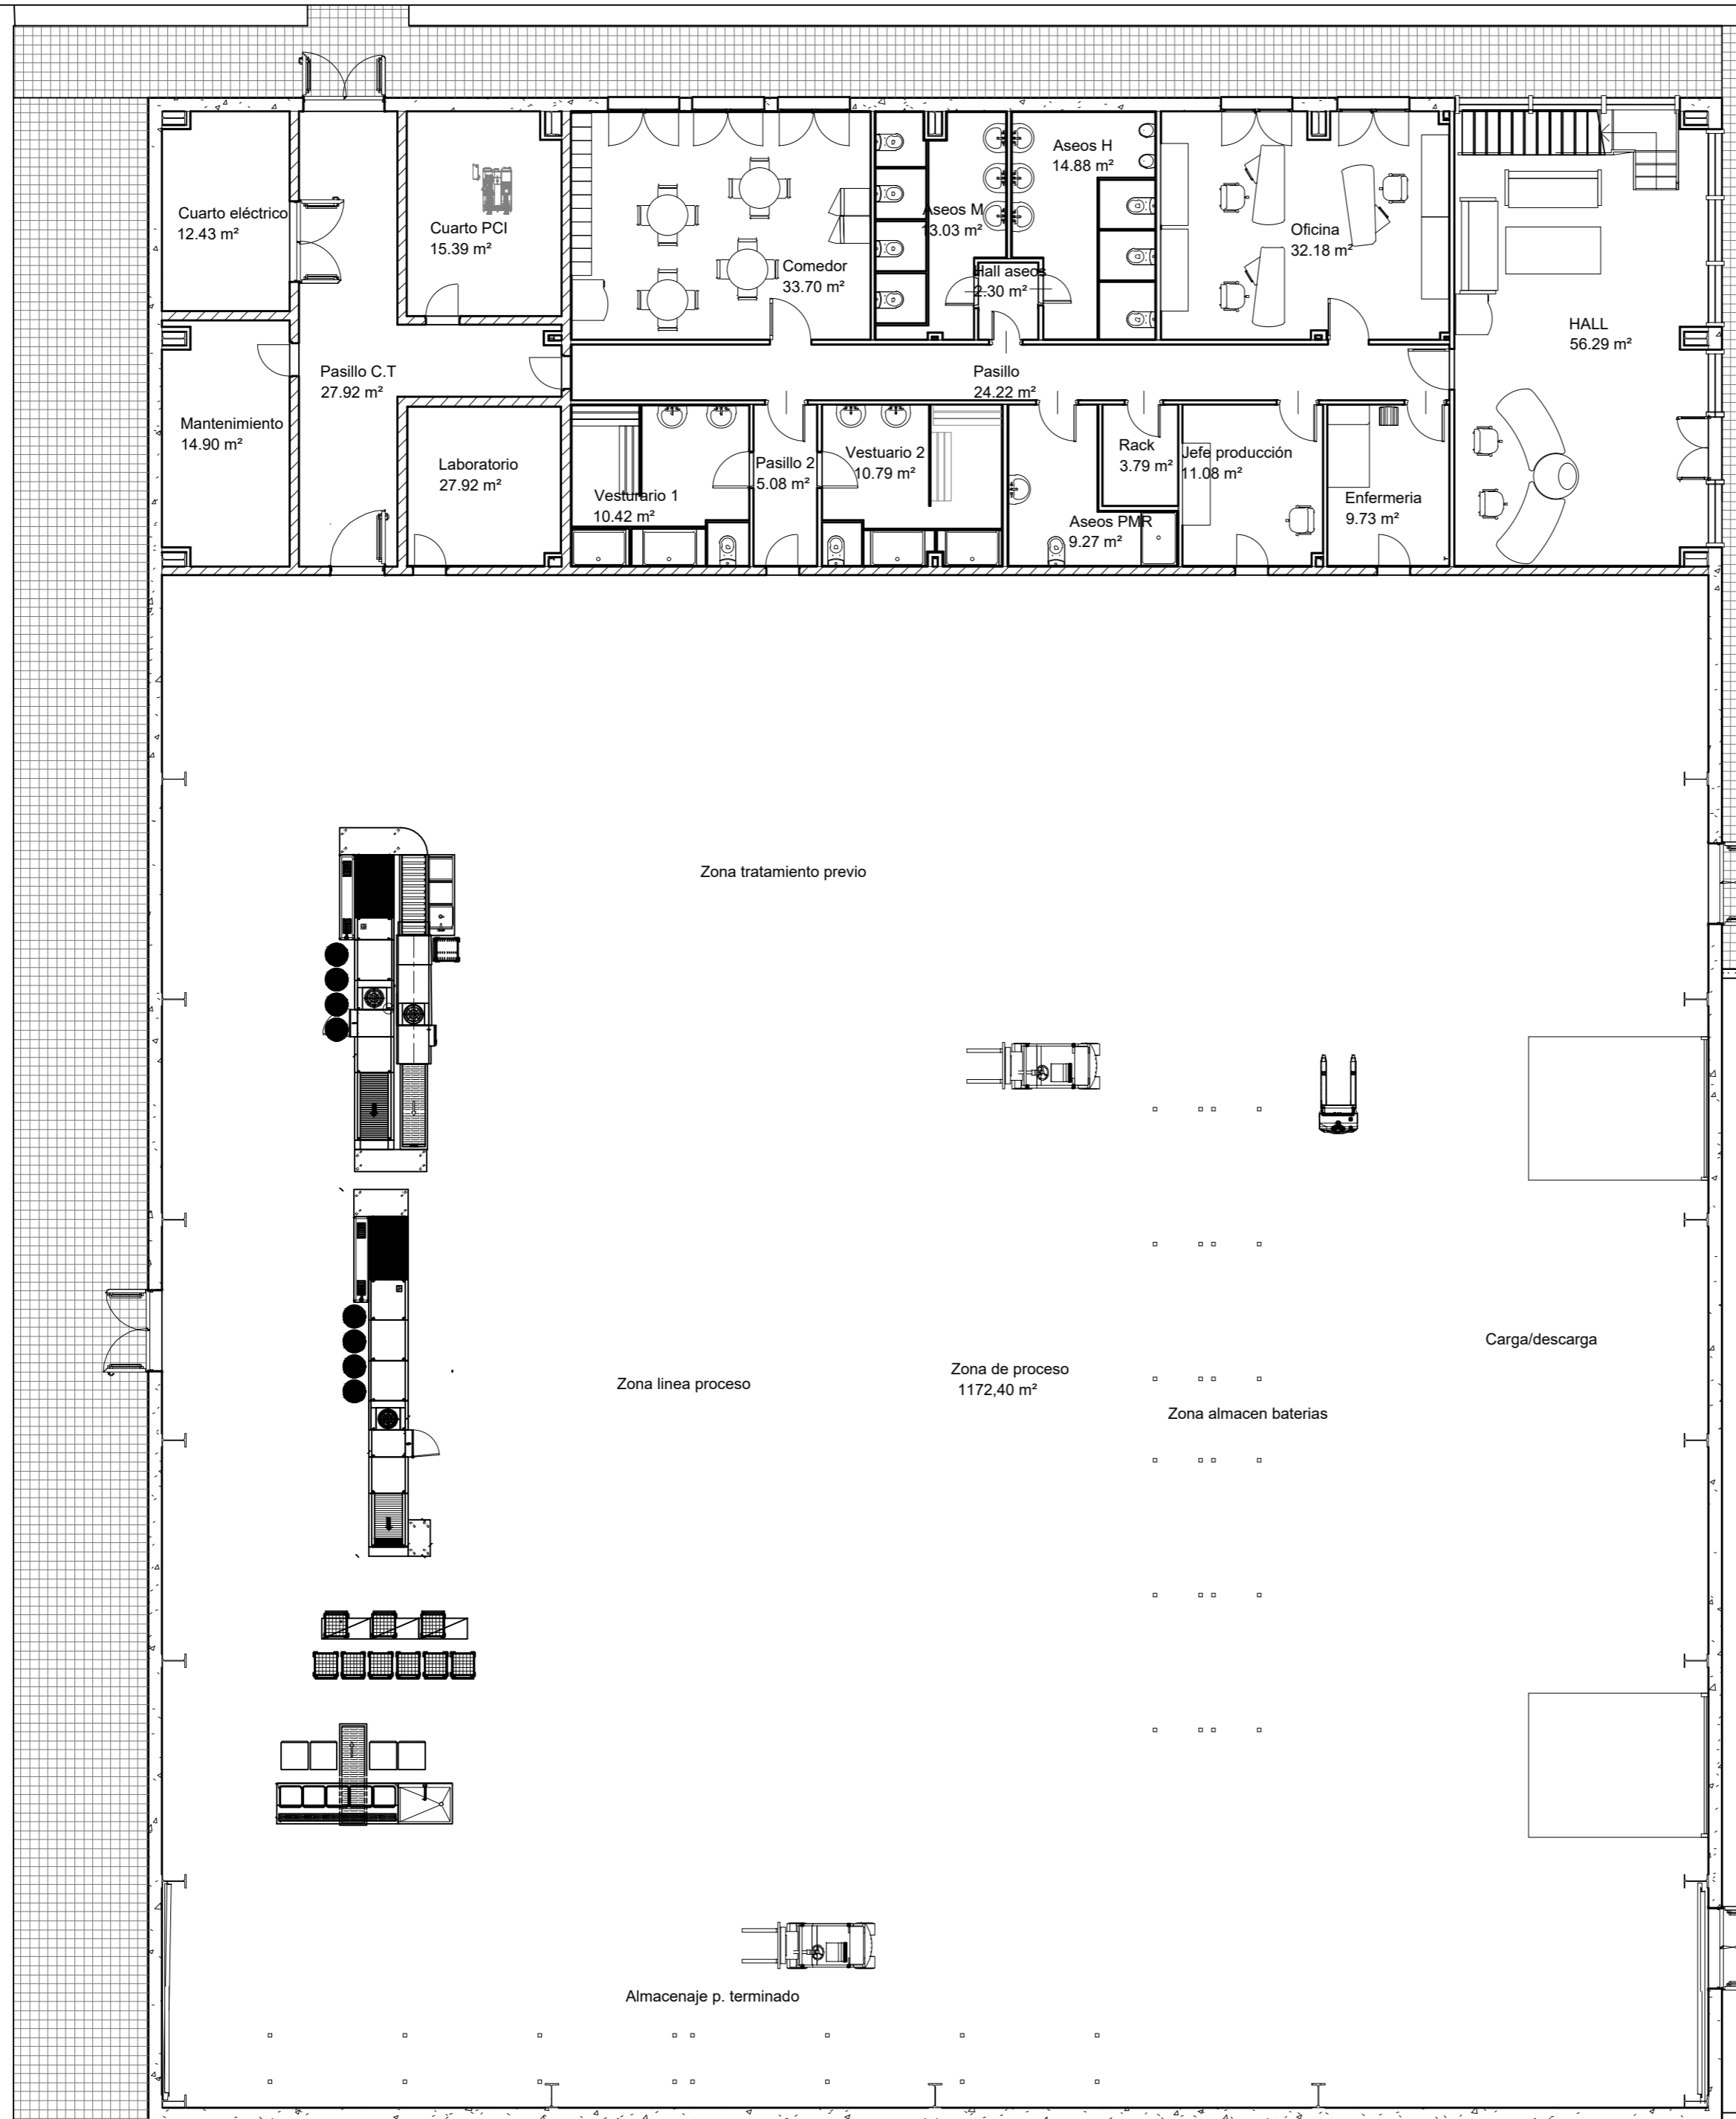 Cuarto eléctrico
12.43 m²
Cuarto PCI
15.39 m²
Comedor
33.70 m²
Aseos M
13.03 m²
Aseos H
14.88 m²
Hall aseos
2.30 m²
Oficina
32.18 m²
HALL
56.29 m²
Pasillo C.T
27.92 m²
Pasillo
24.22 m²
Mantenimiento
14.90 m²
Laboratorio
27.92 m²
Vesturario 1
10.42 m²
Pasillo 2
5.08 m²
Vestuario 2
10.79 m²
Aseos PMR
9.27 m²
Rack
3.79 m²
Jefe producción
11.08 m²
Enfermeria
9.73 m²
Zona tratamiento previo
Zona linea proceso
Zona de proceso
1172,40 m²
Carga/descarga
Zona almacen baterias
Almacenaje p. terminado